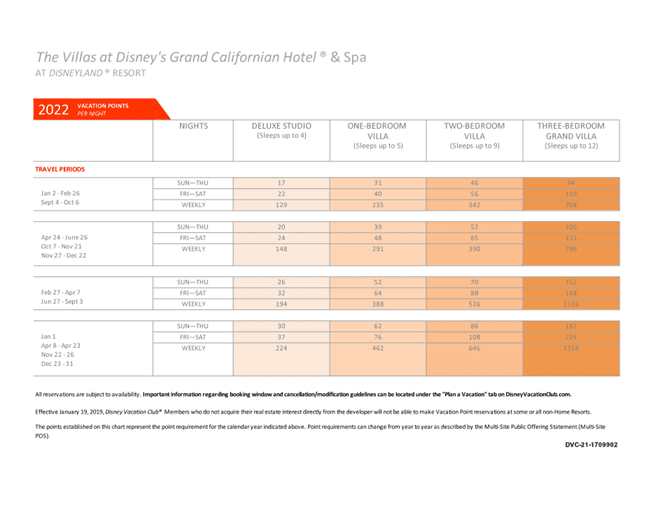 The Villas at Disney's Grand Californian Hotel ® & Spa
AT DISNEYLAND ® RESORT
2022 VACATION POINTS
PER NIGHT
NIGHTS DELUXE STUDIO ONE-BEDROOM TWO-BEDROOM THREE-BEDROOM
(Sleeps up to 4) VILLA VILLA GRAND VILLA
(Sleeps up to 5) (Sleeps up to 9) (Sleeps up to 12)
TRAVEL PERIODS
SUN—THU 17 31 46 94
Jan 2 - Feb 26 FRI—SAT 22 40 56 119
Sept 4 - Oct 6 WEEKLY 129 235 342 708
SUN—THU 20 39 52 106
Apr 24 - June 26 FRI—SAT 24 48 65 133
Oct 7 - Nov 21 WEEKLY 148 291 390 796
Nov 27 - Dec 22
SUN—THU 26 52 70 152
Feb 27 - Apr 7 FRI—SAT 32 64 88 188
Jun 27 - Sept 3 WEEKLY 194 388 526 1136
SUN—THU 30 62 86 182
Jan 1 FRI—SAT 37 76 108 224
Apr 8 - Apr 23 WEEKLY 224 462 646 1358
Nov 22 - 26
Dec 23 - 31
All reservations are subject to availability. Important information regarding booking window and cancellation/modification guidelines can be located under the "Plan a Vacation" tab on DisneyVacationClub.com.
Effective January 19, 2019, Disney Vacation Club® Members who do not acquire their real estate interest directly from the developer will not be able to make Vacation Point reservations at some or all non-Home Resorts.
The points established on this chart represent the point requirement for the calendar year indicated above. Point requirements can change from year to year as described by the Multi-Site Public Offering Statement (Multi-Site
POS).
DVC-21-1709902